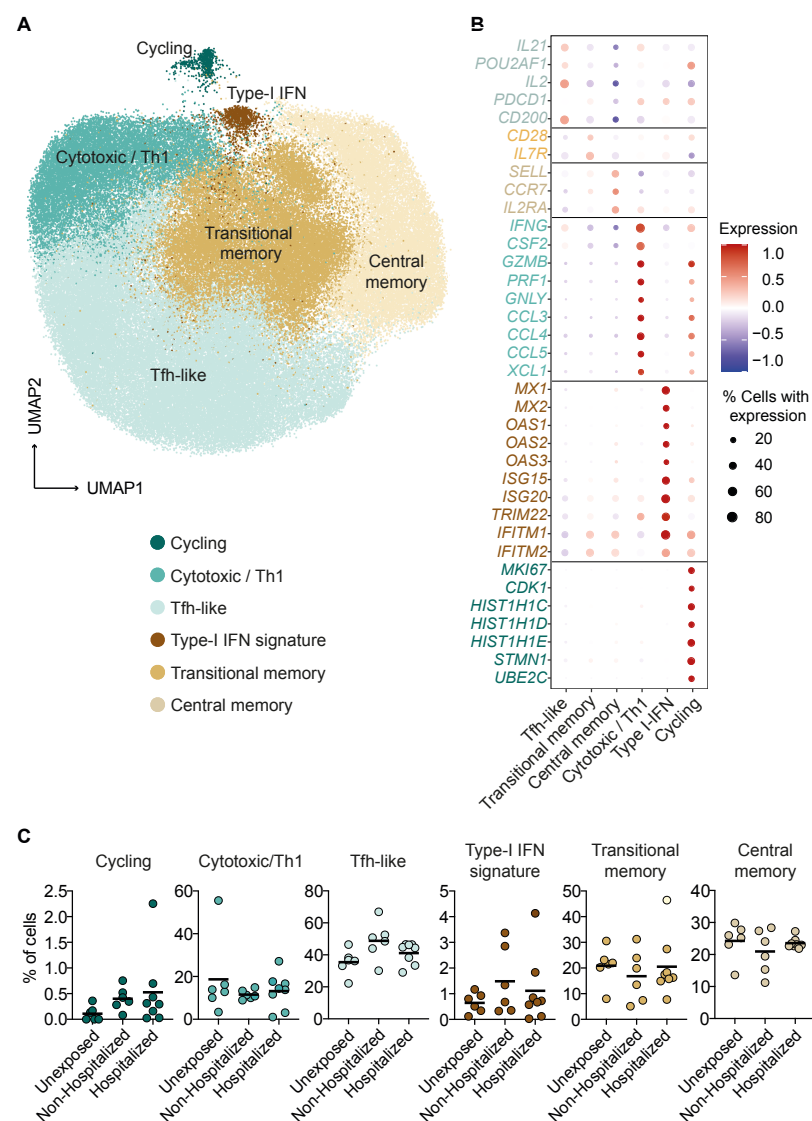 A
Cycling
Type-I IFN
Cytotoxic / Th1
Transitional
memory
Central
memory
Tfh-like
UMAP2
UMAP1
Cycling
Cytotoxic / Th1
Tfh-like
Type-I IFN signature
Transitional memory
Central memory
B
IL21
POU2AF1
IL2
PDCD1
CD200
CD28
IL7R
SELL
CCR7
IL2RA
IFNG
CSF2
GZMB
PRF1
GNLY
CCL3
CCL4
CCL5
XCL1
MX1
MX2
OAS1
OAS2
OAS3
ISG15
ISG20
TRIM22
IFITM1
IFITM2
MKI67
CDK1
HIST1H1C
HIST1H1D
HIST1H1E
STMN1
UBE2C
Tfh-like
Transitional memory
Central memory
Cytotoxic / Th1
Type I-IFN
Cycling
Expression
1.0
0.5
0.0
−0.5
−1.0
% Cells with
expression
20
40
60
80
C
% of cells
Cycling
2.5
2.0
1.5
1.0
0.5
0.0
Unexposed
Non-Hospitalized
Hospitalized
Cytotoxic/Th1
60
40
20
0
Unexposed
Non-Hospitalized
Hospitalized
Tfh-like
80
60
40
20
0
Unexposed
Non-Hospitalized
Hospitalized
Type-I IFN
signature
5
4
3
2
1
0
Unexposed
Non-Hospitalized
Hospitalized
Transitional
memory
50
40
30
20
10
0
Unexposed
Non-Hospitalized
Hospitalized
Central
memory
40
30
20
10
0
Unexposed
Non-Hospitalized
Hospitalized